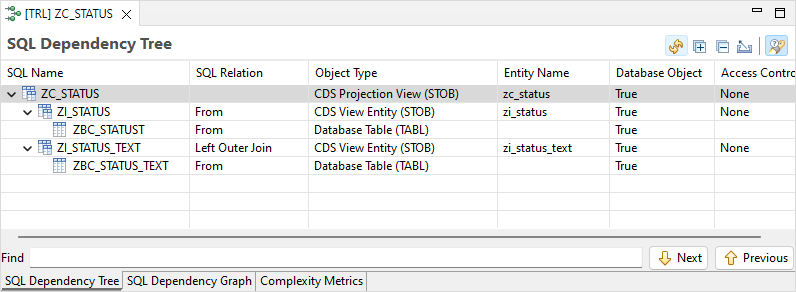 [TRL] ZC_STATUS
SQL Dependency Tree
SQL Name SQL Relation Object Type Entity Name Database Object Access Contro
ZC_STATUS CDS Projection View (STOB) zc_status True None
ZI_STATUS From CDS View Entity (STOB) zi_status True None
ZBC_STATUST From Database Table (TABL) True
ZI_STATUS_TEXT Left Outer Join CDS View Entity (STOB) zi_status_text True None
ZBC_STATUS_TEXT From Database Table (TABL) True
Find Next Previous
SQL Dependency Tree SQL Dependency Graph Complexity Metrics